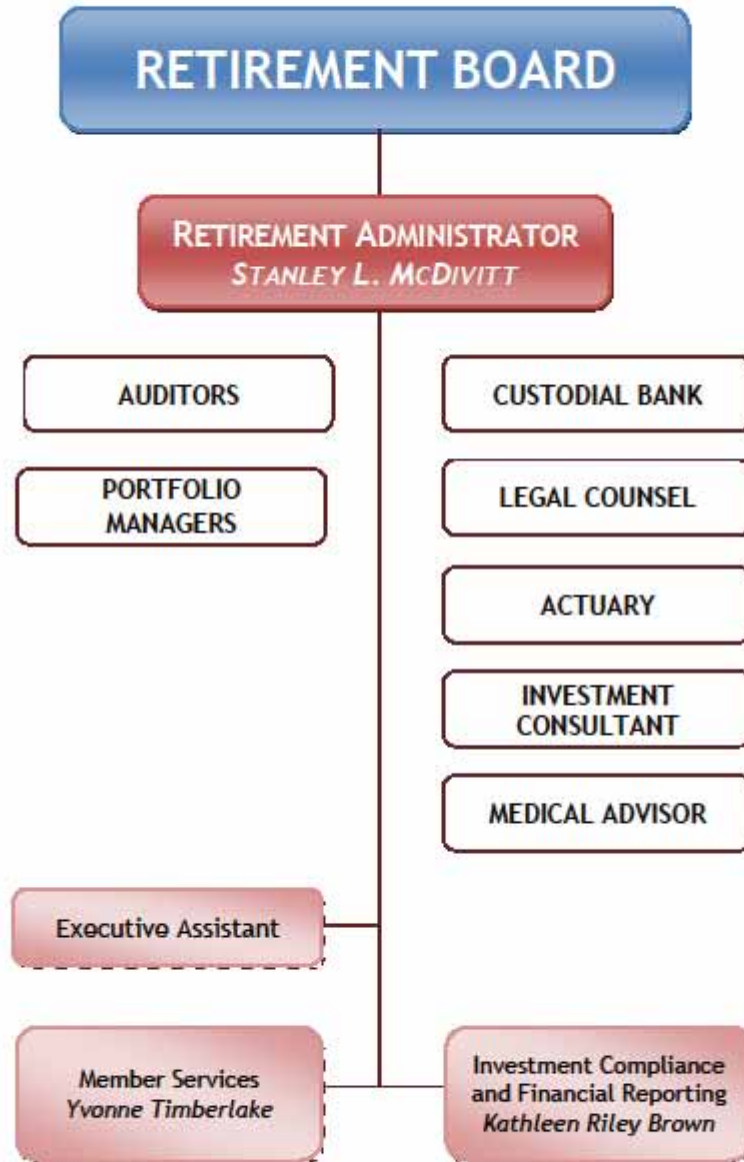 RETIREMENT BOARD
RETIREMENT ADMINISTRATOR
STANLEY L. MCDIVITT
AUDITORS
PORTFOLIO
MANAGERS
CUSTODIAL BANK
LEGAL COUNSEL
ACTUARY
INVESTMENT
CONSULTANT
MEDICAL ADVISOR
Executive Assistant
Member Services
Yvonne Timberlake
Investment Compliance
and Financial Reporting
Kathleen Riley Brown